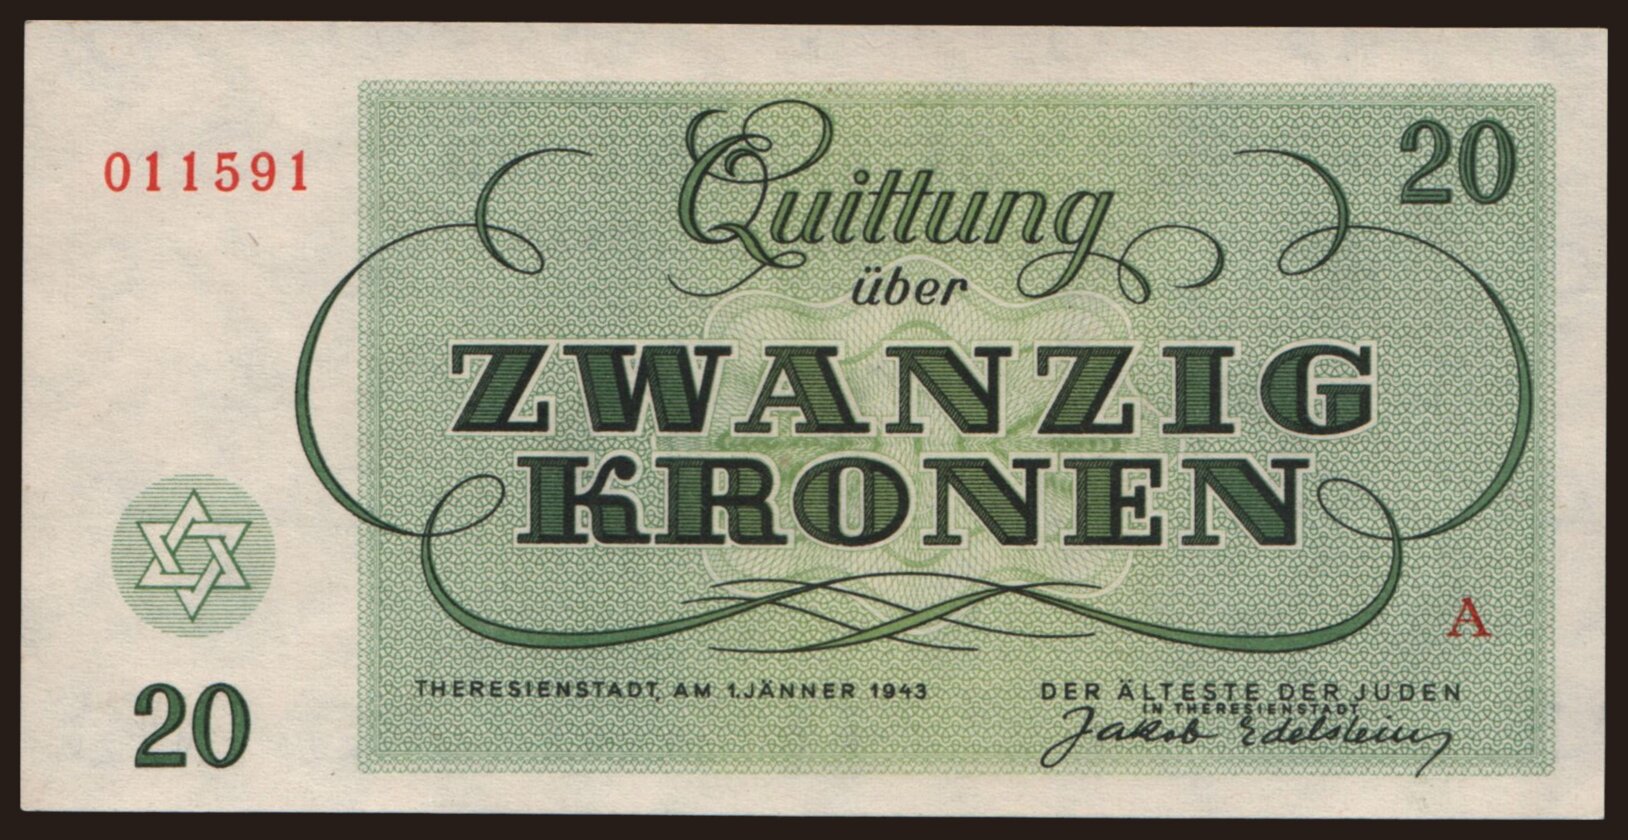 011591
20
Quittung
über
ZWANZIG
KRONEN
A
THERESIENSTADT, AM 1. JÄNNER 1943
DER ÄLTESTE DER JUDEN
IN THERESIENSTADT
Jakob Edelstein
20